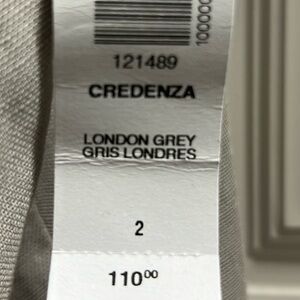 121489
CREDENZA
LONDON GREY
GRIS LONDRES
2
110⁰⁰